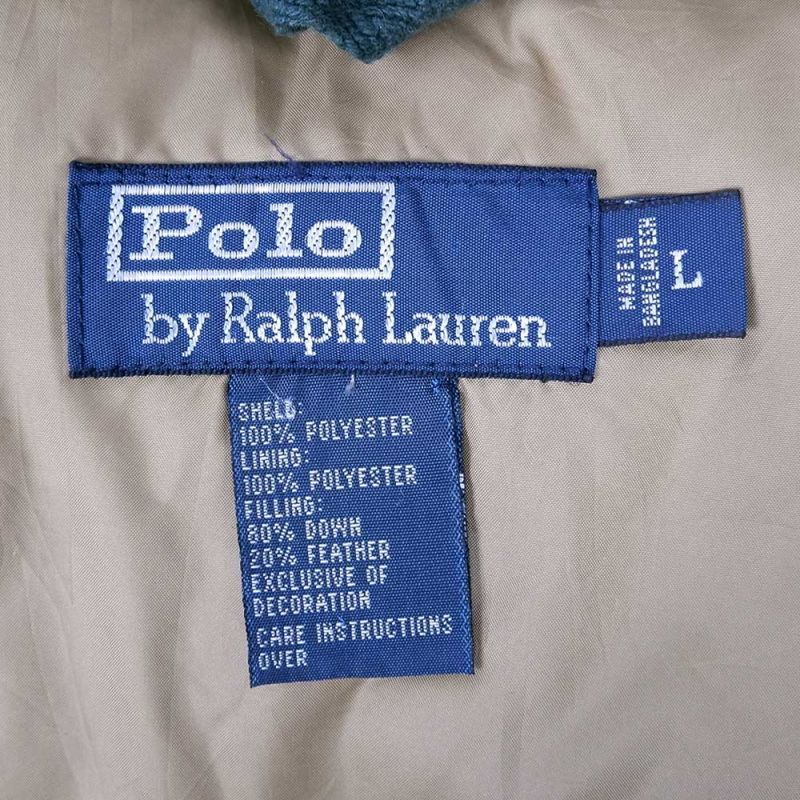 Polo
by Ralph Lauren
MADE IN
BANGLADESH
L
SHELL:
100% POLYESTER
LINING:
100% POLYESTER
FILLING:
80% DOWN
20% FEATHER
EXCLUSIVE OF
DECORATION
CARE INSTRUCTIONS
OVER